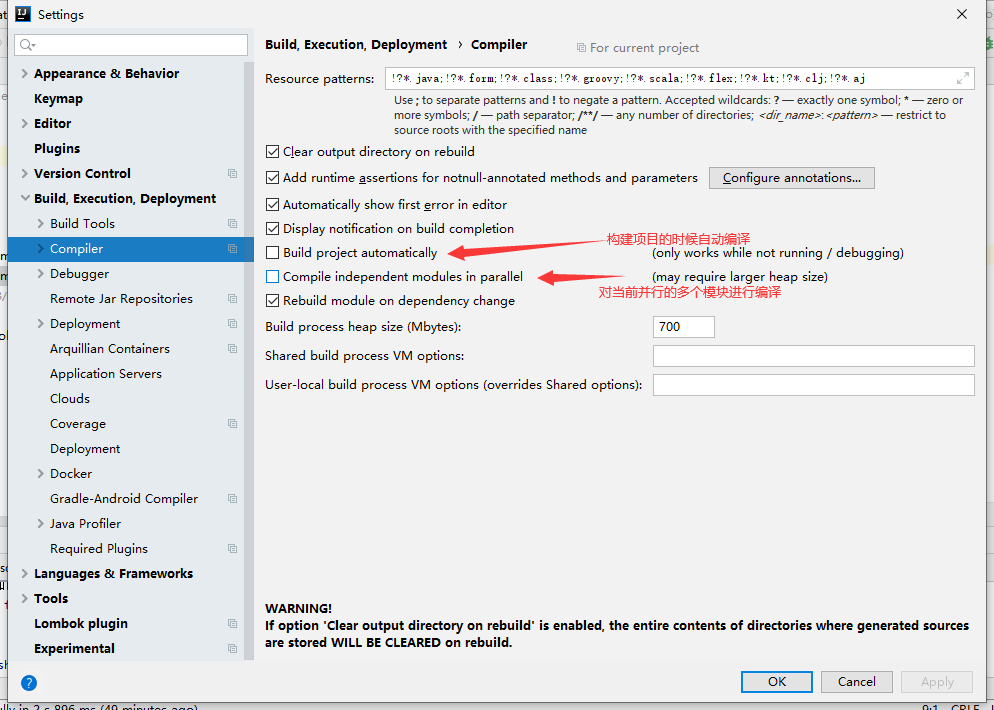 Settings
Build, Execution, Deployment › Compiler
For current project
Appearance & Behavior
Keymap
Editor
Plugins
Version Control
Build, Execution, Deployment
Build Tools
Compiler
Debugger
Remote Jar Repositories
Deployment
Arquillian Containers
Application Servers
Clouds
Coverage
Deployment
Docker
Gradle-Android Compiler
Java Profiler
Required Plugins
Languages & Frameworks
Tools
Lombok plugin
Experimental
Resource patterns: !?*.java;!?*.form;!?*.class;!?*.groovy;!?*.scala;!?*.flex;!?*.kt;!?*.clj;!?*.aj
Use ; to separate patterns and ! to negate a pattern. Accepted wildcards: ? — exactly one symbol; * — zero or
more symbols; / — path separator; /**/ — any number of directories; <dir_name>:<pattern> — restrict to
source roots with the specified name
Clear output directory on rebuild
Add runtime assertions for notnull-annotated methods and parameters Configure annotations...
Automatically show first error in editor
Display notification on build completion
构建项目的时候自动编译
Build project automatically (only works while not running / debugging)
Compile independent modules in parallel (may require larger heap size)
对当前并行的多个模块进行编译
Rebuild module on dependency change
Build process heap size (Mbytes): 700
Shared build process VM options:
User-local build process VM options (overrides Shared options):
WARNING!
If option 'Clear output directory on rebuild' is enabled, the entire contents of directories where generated sources
are stored WILL BE CLEARED on rebuild.
?
OK Cancel Apply